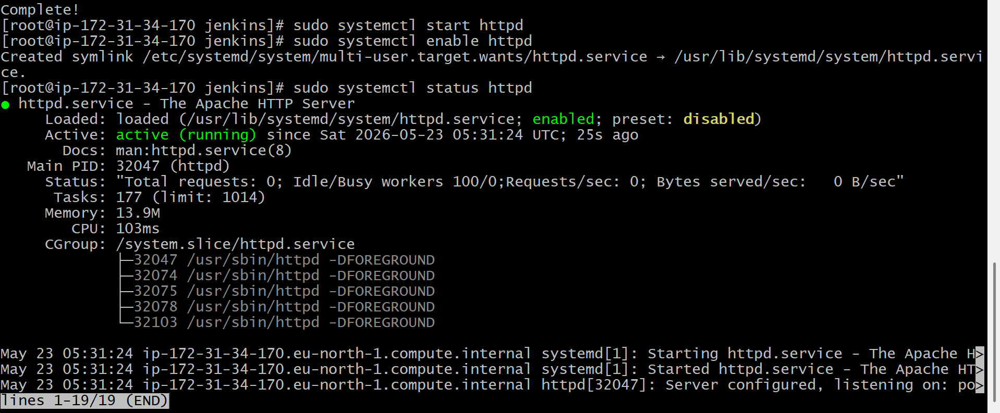 Complete!
[root@ip-172-31-34-170 jenkins]# sudo systemctl start httpd
[root@ip-172-31-34-170 jenkins]# sudo systemctl enable httpd
Created symlink /etc/systemd/system/multi-user.target.wants/httpd.service → /usr/lib/systemd/system/httpd.servi
ce.
[root@ip-172-31-34-170 jenkins]# sudo systemctl status httpd
● httpd.service - The Apache HTTP Server
     Loaded: loaded (/usr/lib/systemd/system/httpd.service; enabled; preset: disabled)
     Active: active (running) since Sat 2026-05-23 05:31:24 UTC; 25s ago
       Docs: man:httpd.service(8)
   Main PID: 32047 (httpd)
     Status: "Total requests: 0; Idle/Busy workers 100/0;Requests/sec: 0; Bytes served/sec:   0 B/sec"
      Tasks: 177 (limit: 1014)
     Memory: 13.9M
        CPU: 103ms
     CGroup: /system.slice/httpd.service
             ├─32047 /usr/sbin/httpd -DFOREGROUND
             ├─32074 /usr/sbin/httpd -DFOREGROUND
             ├─32075 /usr/sbin/httpd -DFOREGROUND
             ├─32078 /usr/sbin/httpd -DFOREGROUND
             └─32103 /usr/sbin/httpd -DFOREGROUND

May 23 05:31:24 ip-172-31-34-170.eu-north-1.compute.internal systemd[1]: Starting httpd.service - The Apache H>
May 23 05:31:24 ip-172-31-34-170.eu-north-1.compute.internal systemd[1]: Started httpd.service - The Apache HT>
May 23 05:31:24 ip-172-31-34-170.eu-north-1.compute.internal httpd[32047]: Server configured, listening on: po>
lines 1-19/19 (END)